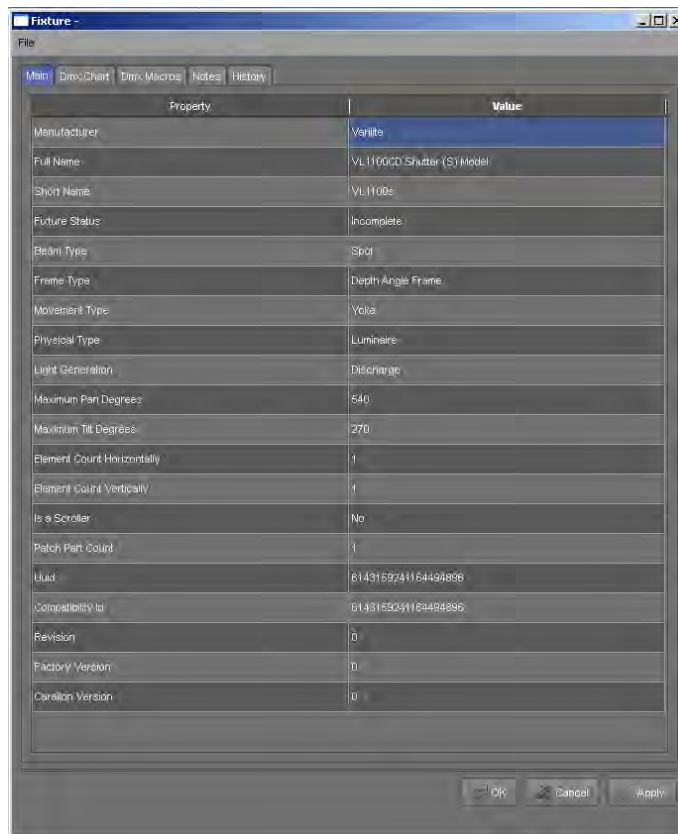 Fixture -
File
Main Dmx Chart Dmx Macros Notes History
Property Value
Manufacturer Varilite
Full Name VL1100CD Shutter (S) Model
Short Name VL1100s
Fixture Status Incomplete
Beam Type Spot
Frame Type Depth Angle Frame
Movement Type Yoke
Physical Type Luminaire
Light Generation Discharge
Maximum Pan Degrees 540
Maximum Tilt Degrees 270
Element Count Horizontally 1
Element Count Vertically 1
Is a Scroller No
Patch Part Count 1
Uuid 6143159241164494896
Compatibility Id 6143159241164494896
Revision 0
Factory Version 0
Carallon Version 0
OK Cancel Apply